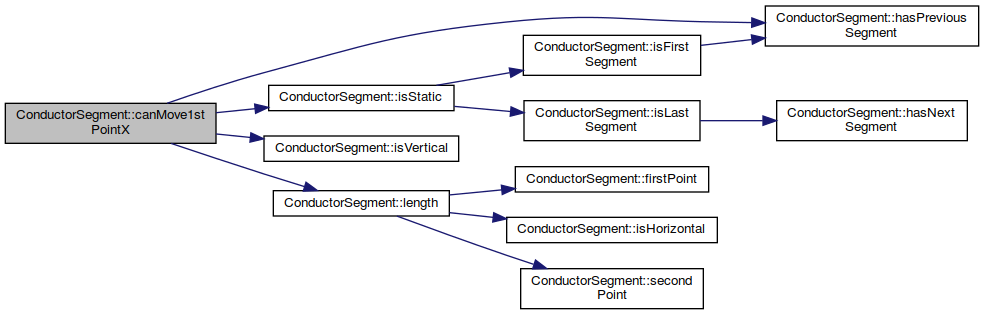 ConductorSegment::canMove1st
PointX
ConductorSegment::hasPrevious
Segment
ConductorSegment::isStatic
ConductorSegment::isFirst
Segment
ConductorSegment::isLast
Segment
ConductorSegment::hasNext
Segment
ConductorSegment::isVertical
ConductorSegment::length
ConductorSegment::firstPoint
ConductorSegment::isHorizontal
ConductorSegment::second
Point